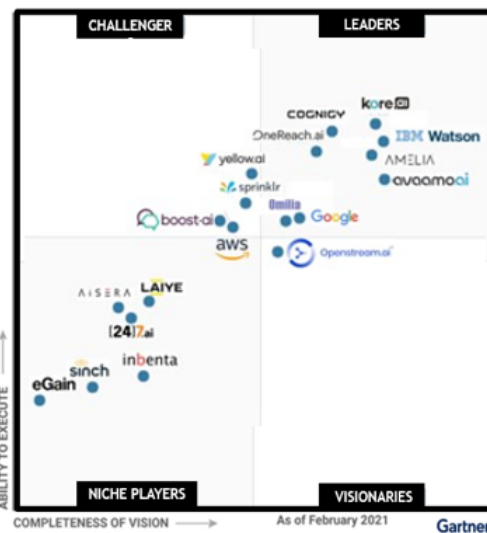 CHALLENGER
LEADERS
kore.ai
COGNIGY
OneReach.ai
IBM Watson
yellow.ai
AMELIA
sprinklr
avaamoai
boost.ai
Omilia
Google
aws
Openstream.ai
AISERA
LAIYE
[24]7.ai
inbenta
sinch
eGain
ABILITY TO EXECUTE
NICHE PLAYERS
VISIONARIES
COMPLETENESS OF VISION
As of February 2021
Gartner